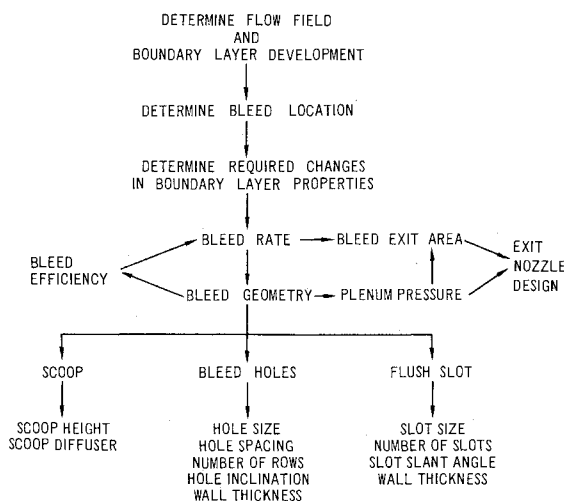 DETERMINE FLOW FIELD
AND
BOUNDARY LAYER DEVELOPMENT
DETERMINE BLEED LOCATION
DETERMINE REQUIRED CHANGES
IN BOUNDARY LAYER PROPERTIES
BLEED RATE
BLEED EXIT AREA
BLEED
EFFICIENCY
EXIT
NOZZLE
DESIGN
BLEED GEOMETRY
PLENUM PRESSURE
SCOOP
BLEED HOLES
FLUSH SLOT
SCOOP HEIGHT
SCOOP DIFFUSER
HOLE SIZE
HOLE SPACING
NUMBER OF ROWS
HOLE INCLINATION
WALL THICKNESS
SLOT SIZE
NUMBER OF SLOTS
SLOT SLANT ANGLE
WALL THICKNESS